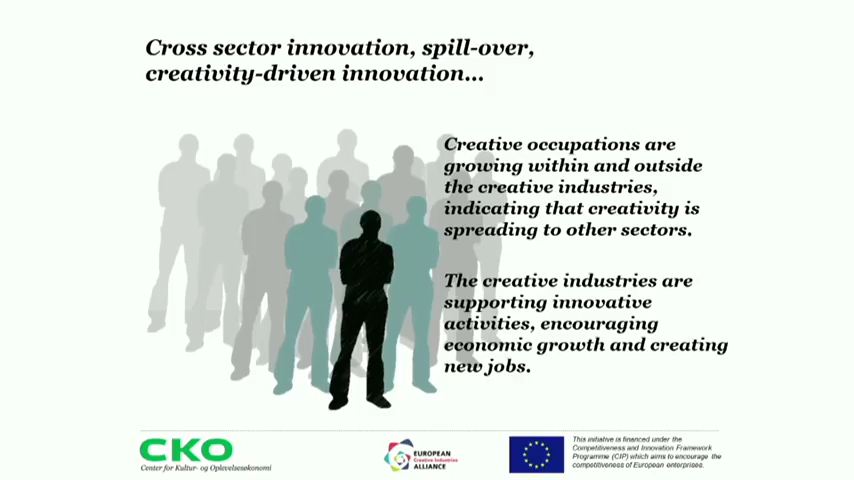 Cross sector innovation, spill-over,
creativity-driven innovation...
Creative occupations are
growing within and outside
the creative industries,
indicating that creativity is
spreading to other sectors.
The creative industries are
supporting innovative
activities, encouraging
economic growth and creating
new jobs.
CKO
Center for Kultur- og Oplevelsesøkonomi
EUROPEAN
Creative Industries
ALLIANCE
This initiative is financed under the
Competitiveness and Innovation Framework
Programme (CIP) which aims to encourage the
competitiveness of European enterprises.